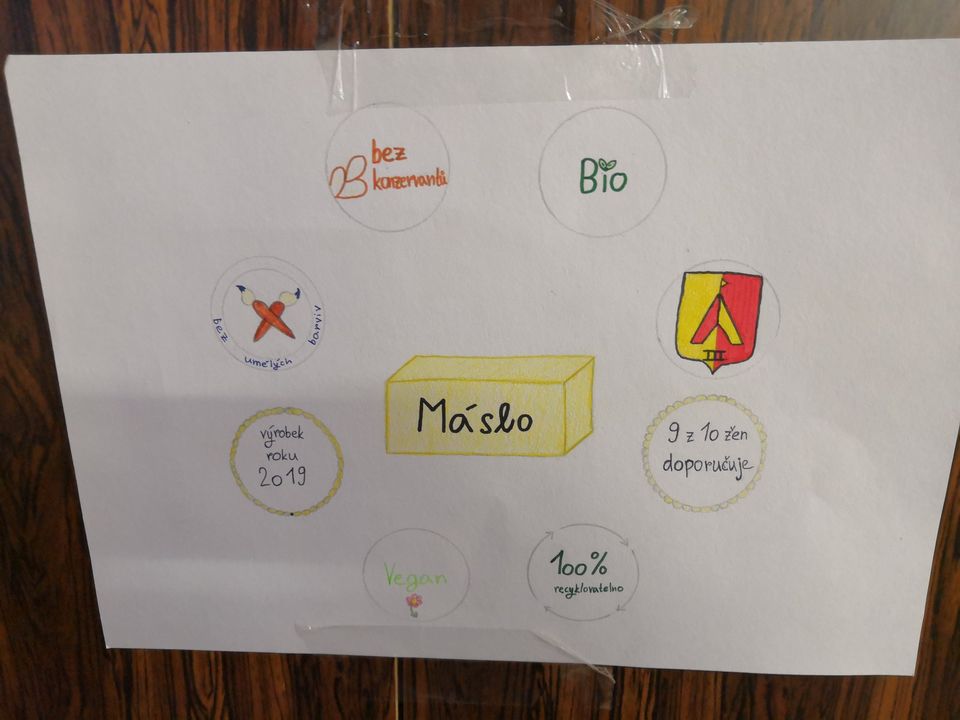 bez
konzervantů
Bio
bez umělých barviv
III
Máslo
výrobek
roku
2019
9 z 10 žen
doporučuje
Vegan
100%
recyklovatelno